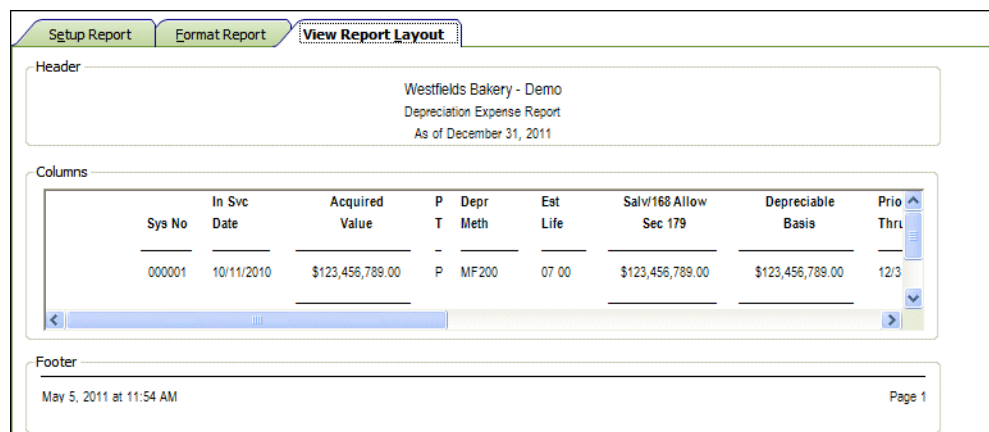 Setup Report Format Report View Report Layout
Header
Westfields Bakery - Demo
Depreciation Expense Report
As of December 31, 2011
Columns
In Svc Acquired P Depr Est Salv/168 Allow Depreciable Prio
Sys No Date Value T Meth Life Sec 179 Basis Thru
000001 10/11/2010 $123,456,789.00 P MF200 07 00 $123,456,789.00 $123,456,789.00 12/3
Footer
May 5, 2011 at 11:54 AM Page 1